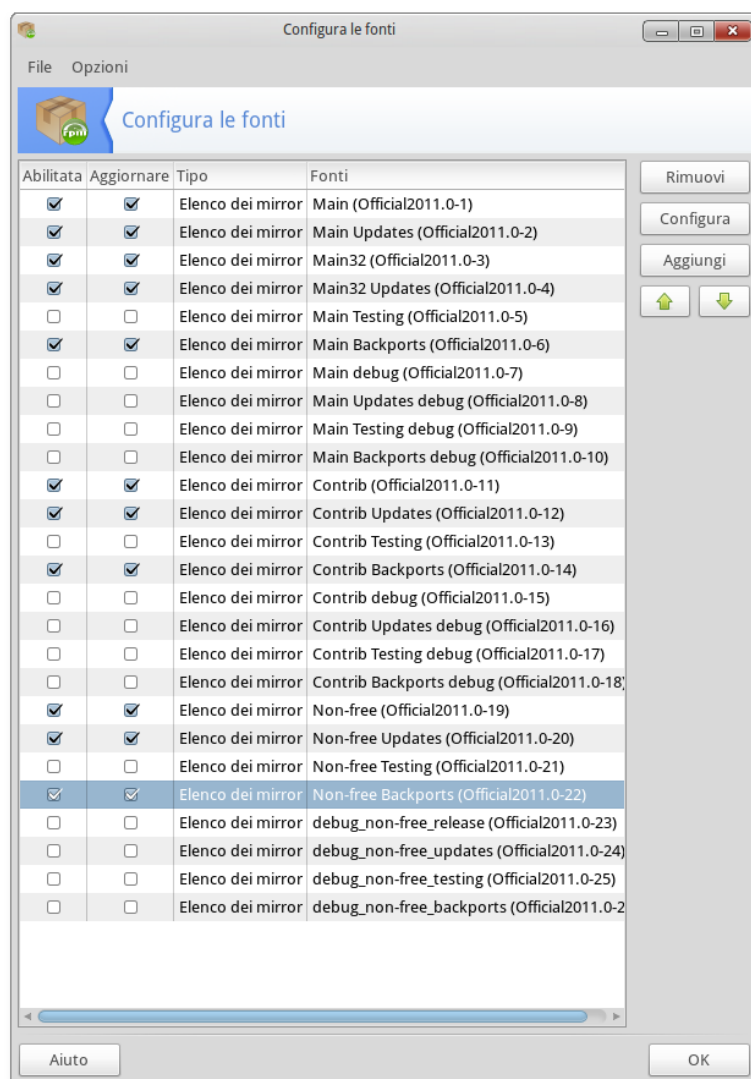 Configura le fonti
File Opzioni
rpm
Configura le fonti
Abilitata Aggiornare Tipo Fonti
Elenco dei mirror Main (Official2011.0-1)
Elenco dei mirror Main Updates (Official2011.0-2)
Elenco dei mirror Main32 (Official2011.0-3)
Elenco dei mirror Main32 Updates (Official2011.0-4)
Elenco dei mirror Main Testing (Official2011.0-5)
Elenco dei mirror Main Backports (Official2011.0-6)
Elenco dei mirror Main debug (Official2011.0-7)
Elenco dei mirror Main Updates debug (Official2011.0-8)
Elenco dei mirror Main Testing debug (Official2011.0-9)
Elenco dei mirror Main Backports debug (Official2011.0-10)
Elenco dei mirror Contrib (Official2011.0-11)
Elenco dei mirror Contrib Updates (Official2011.0-12)
Elenco dei mirror Contrib Testing (Official2011.0-13)
Elenco dei mirror Contrib Backports (Official2011.0-14)
Elenco dei mirror Contrib debug (Official2011.0-15)
Elenco dei mirror Contrib Updates debug (Official2011.0-16)
Elenco dei mirror Contrib Testing debug (Official2011.0-17)
Elenco dei mirror Contrib Backports debug (Official2011.0-18)
Elenco dei mirror Non-free (Official2011.0-19)
Elenco dei mirror Non-free Updates (Official2011.0-20)
Elenco dei mirror Non-free Testing (Official2011.0-21)
Elenco dei mirror Non-free Backports (Official2011.0-22)
Elenco dei mirror debug_non-free_release (Official2011.0-23)
Elenco dei mirror debug_non-free_updates (Official2011.0-24)
Elenco dei mirror debug_non-free_testing (Official2011.0-25)
Elenco dei mirror debug_non-free_backports (Official2011.0-2
Rimuovi
Configura
Aggiungi
Aiuto
OK